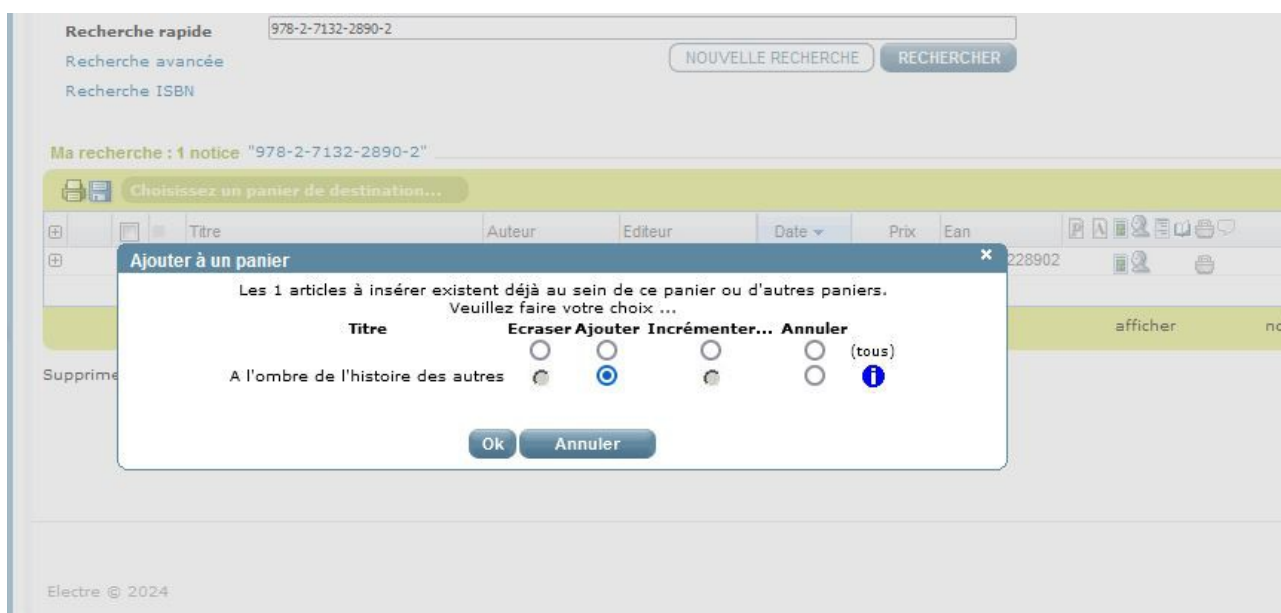 Recherche rapide 978-2-7132-2890-2
Recherche avancée
NOUVELLE RECHERCHE RECHERCHER
Recherche ISBN
Ma recherche : 1 notice "978-2-7132-2890-2"
Choisissez un panier de destination...
Titre Auteur Editeur Date Prix Ean P A
Ajouter à un panier × 228902
Les 1 articles à insérer existent déjà au sein de ce panier ou d'autres paniers.
Veuillez faire votre choix ...
Titre Ecraser Ajouter Incrémenter... Annuler
afficher
(tous)
Supprime
A l'ombre de l'histoire des autres
Ok Annuler
Electre © 2024